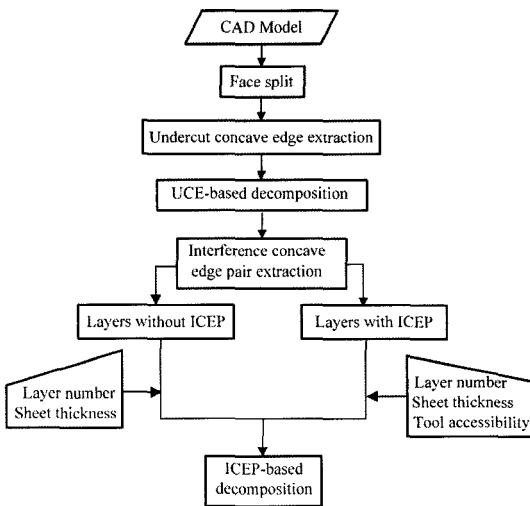 CAD Model
Face split
Undercut concave edge extraction
UCE-based decomposition
Interference concave
edge pair extraction
Layers without ICEP
Layers with ICEP
Layer number
Sheet thickness
Layer number
Sheet thickness
Tool accessibility
ICEP-based
decomposition